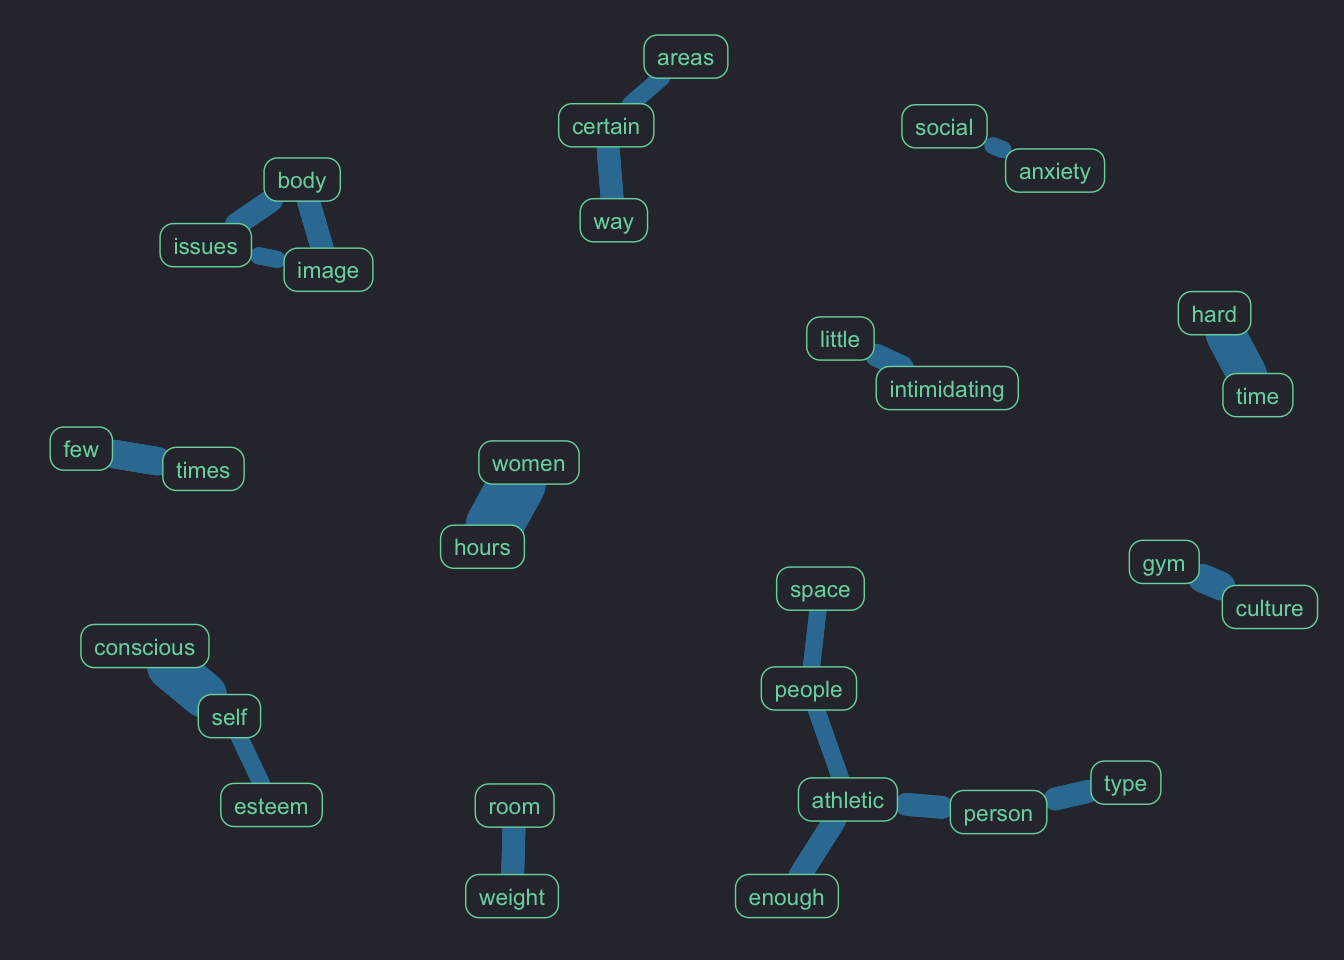 areas
certain
way
social
anxiety
body
issues
image
little
intimidating
hard
time
few
times
women
hours
gym
culture
space
people
athletic
person
type
enough
conscious
self
esteem
room
weight